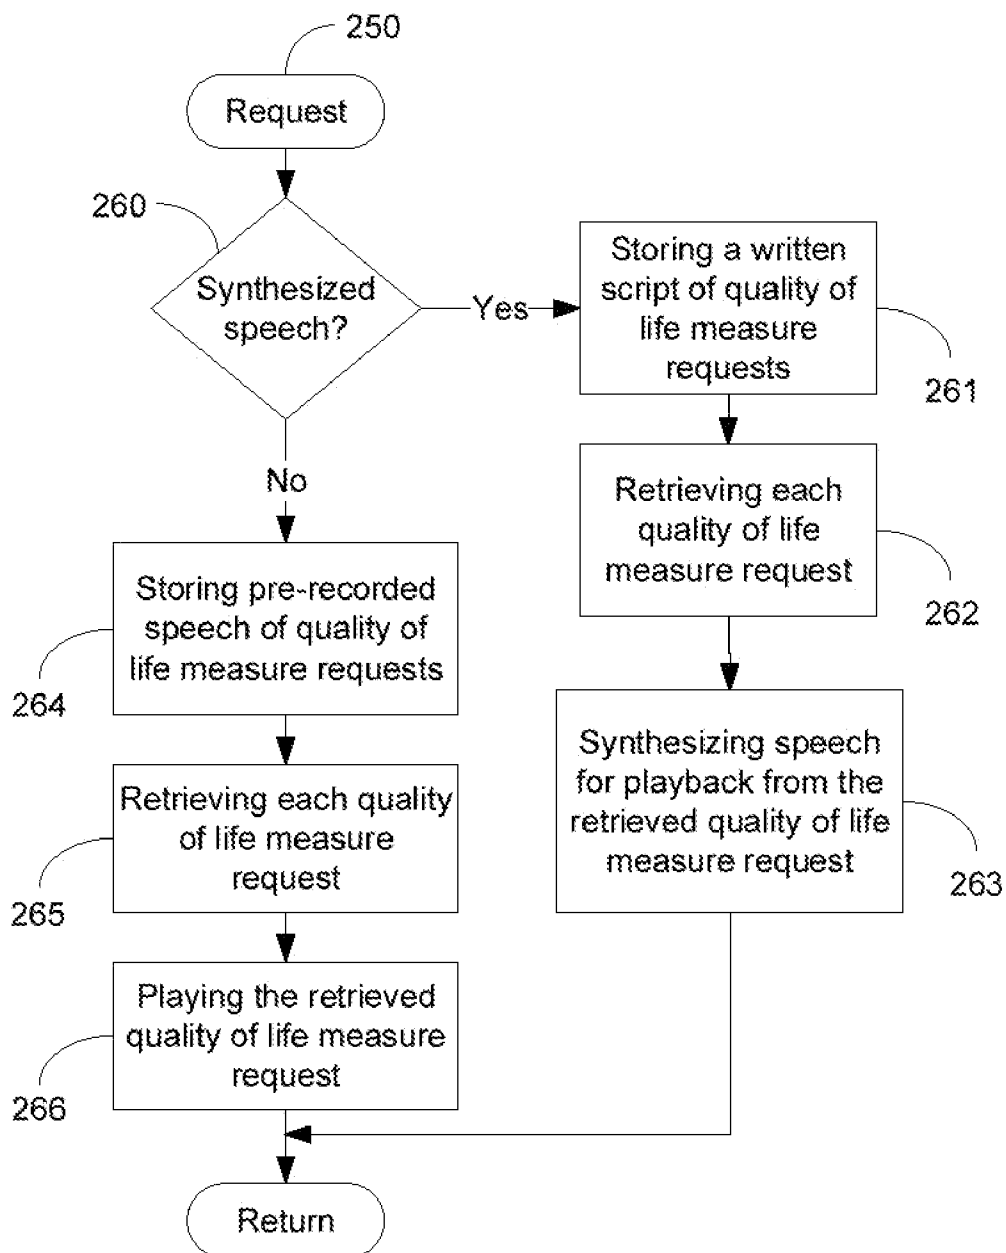 250
Request
260
Synthesized
speech?
Yes
Storing a written
script of quality of
life measure
requests
261
No
Retrieving each
quality of life
measure request
262
Storing pre-recorded
speech of quality of
life measure requests
264
Synthesizing speech
for playback from the
retrieved quality of life
measure request
263
Retrieving each quality
of life measure
request
265
Playing the retrieved
quality of life measure
request
266
Return